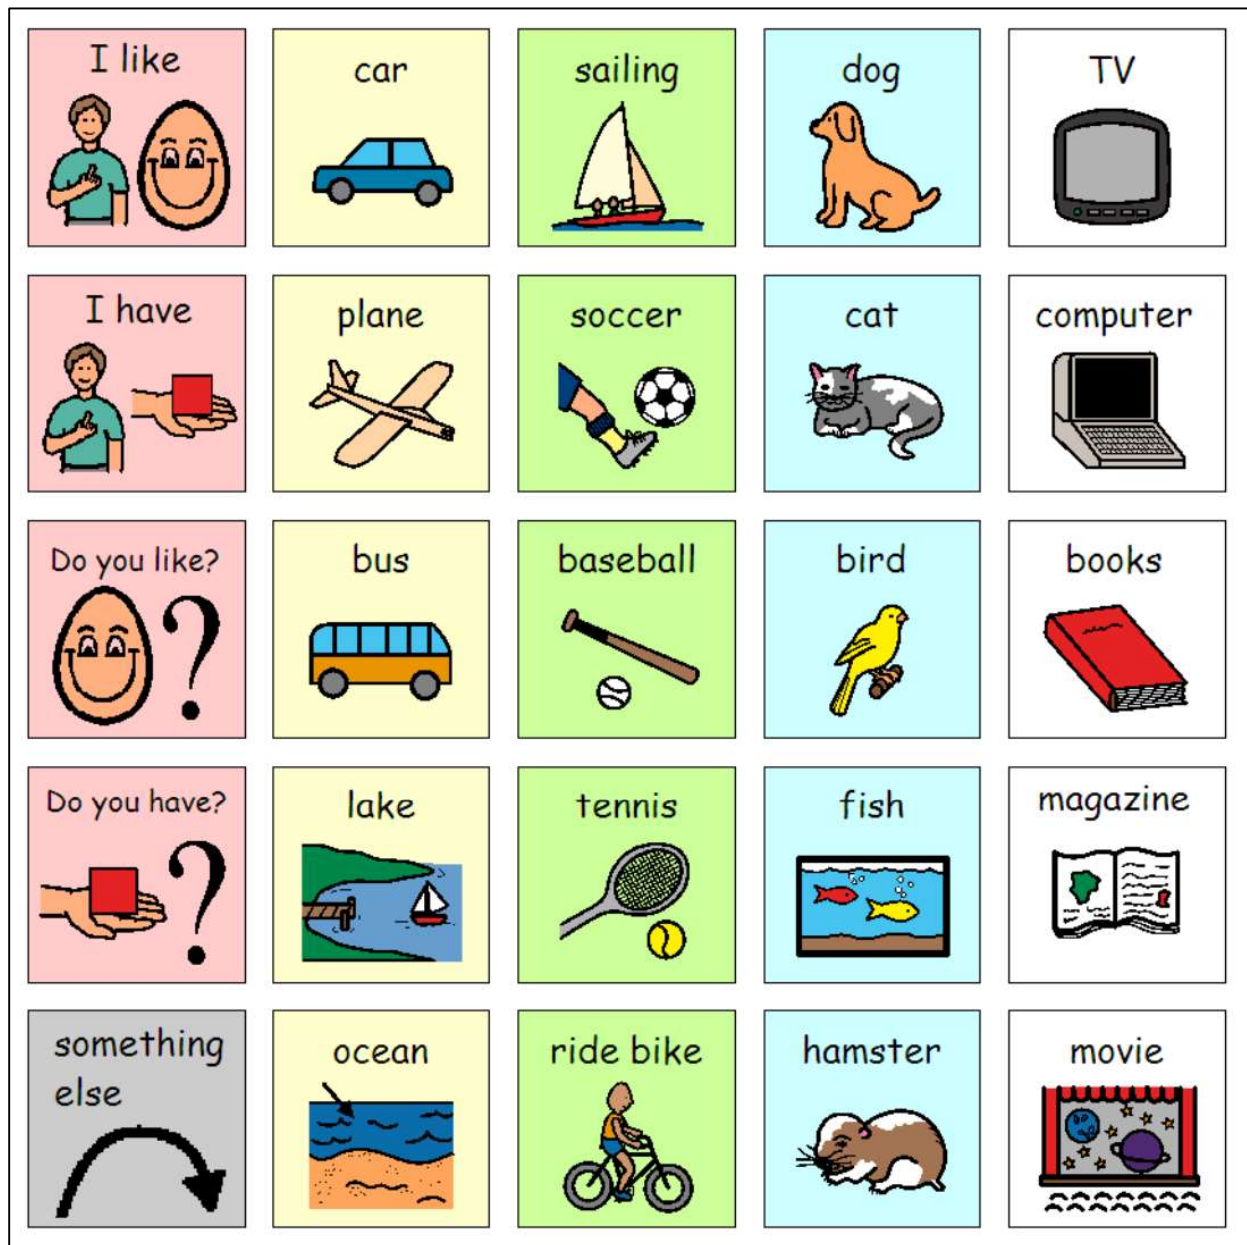 I like
car
sailing
dog
TV
I have
plane
soccer
cat
computer
Do you like?
bus
baseball
bird
books
Do you have?
lake
tennis
fish
magazine
something
else
ocean
ride bike
hamster
movie